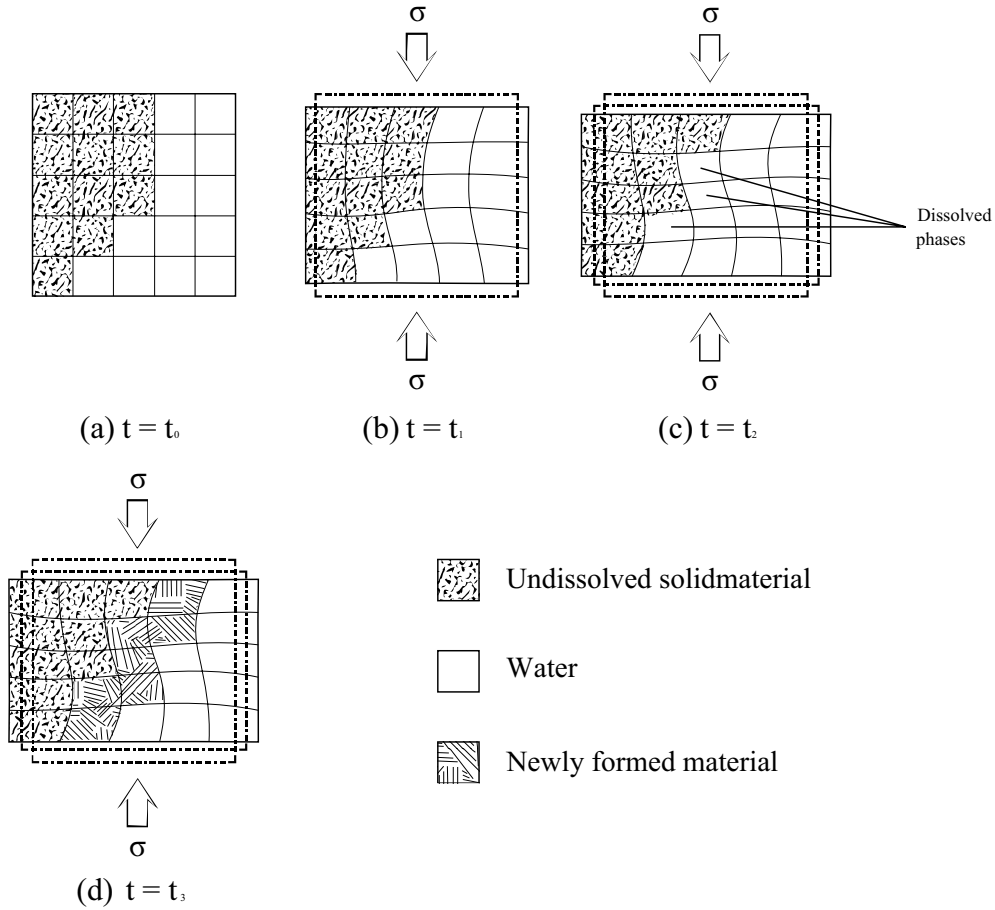 σ
σ
Dissolved
phases
σ
σ
(a) t = t₀
(b) t = t₁
(c) t = t₂
σ
Undissolved solidmaterial
Water
Newly formed material
σ
(d) t = t₃